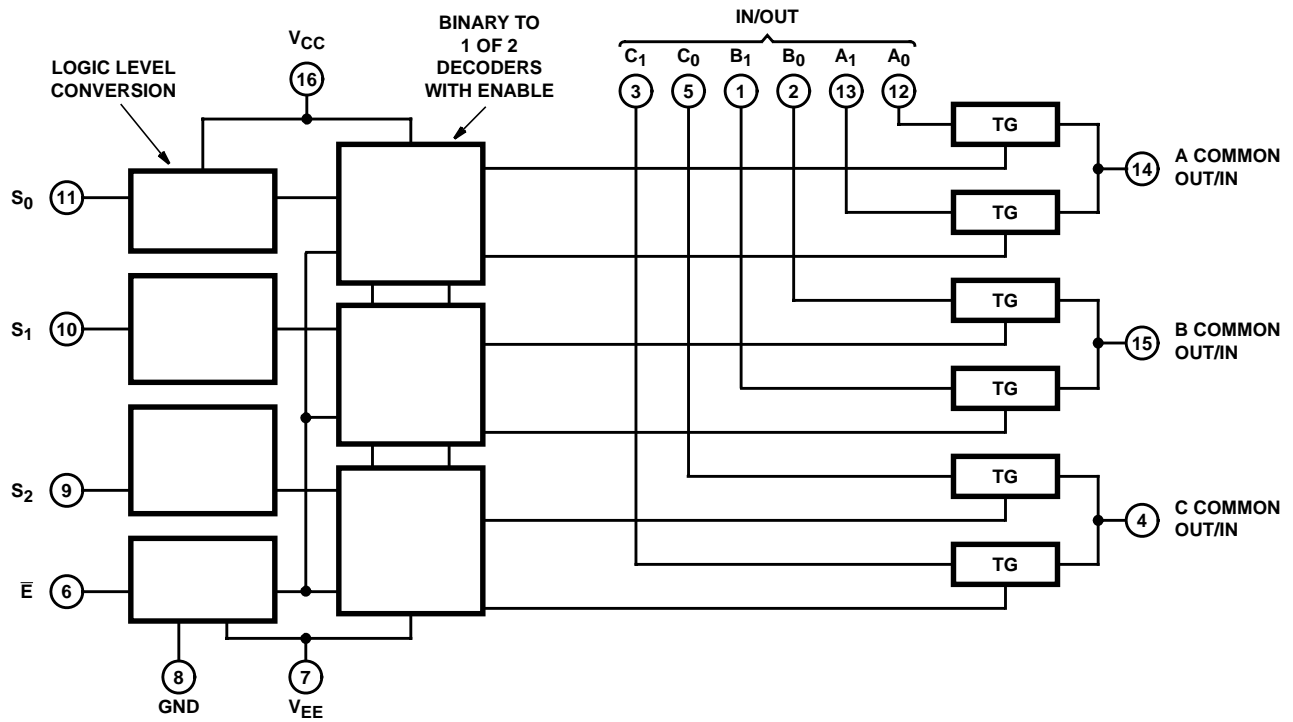 IN/OUT
BINARY TO
1 OF 2
DECODERS
WITH ENABLE
VCC
LOGIC LEVEL
CONVERSION
C1 C0 B1 B0 A1 A0
16
3 5 1 2 13 12
TG
A COMMON
OUT/IN
14
S0 11
TG
TG
S1 10
B COMMON
OUT/IN
15
TG
TG
S2 9
C COMMON
OUT/IN
4
TG
E̅ 6
8
7
GND
VEE